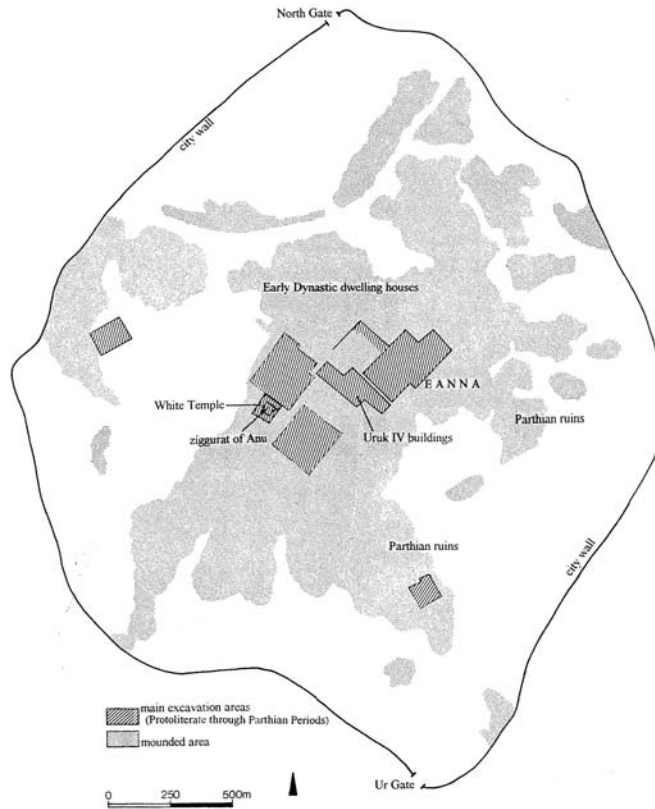 North Gate
city wall
Early Dynastic dwelling houses
EANNA
White Temple
ziggurat of Anu
Uruk IV buildings
Parthian ruins
Parthian ruins
city wall
main excavation areas
(Protoliterate through Parthian Periods)
mounded area
0 250 500m
Ur Gate